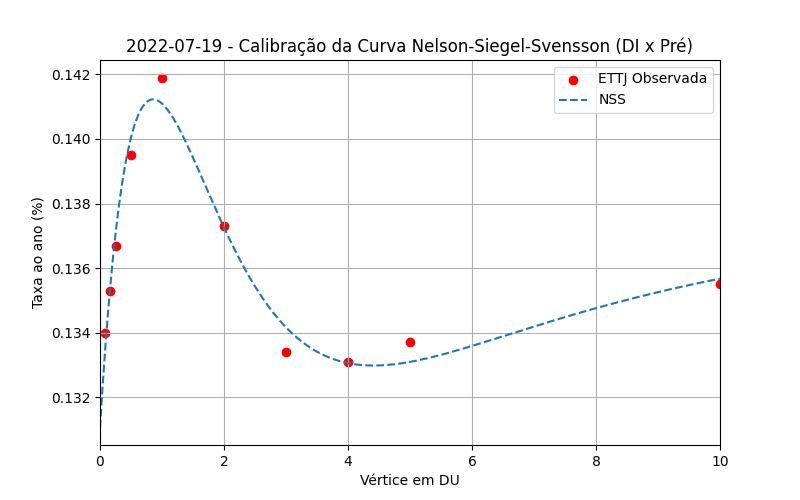 2022-07-19 - Calibração da Curva Nelson-Siegel-Svensson (DI x Pré)
ETTJ Observada
NSS
Taxa ao ano (%)
0.142
0.140
0.138
0.136
0.134
0.132
0 2 4 6 8 10
Vértice em DU